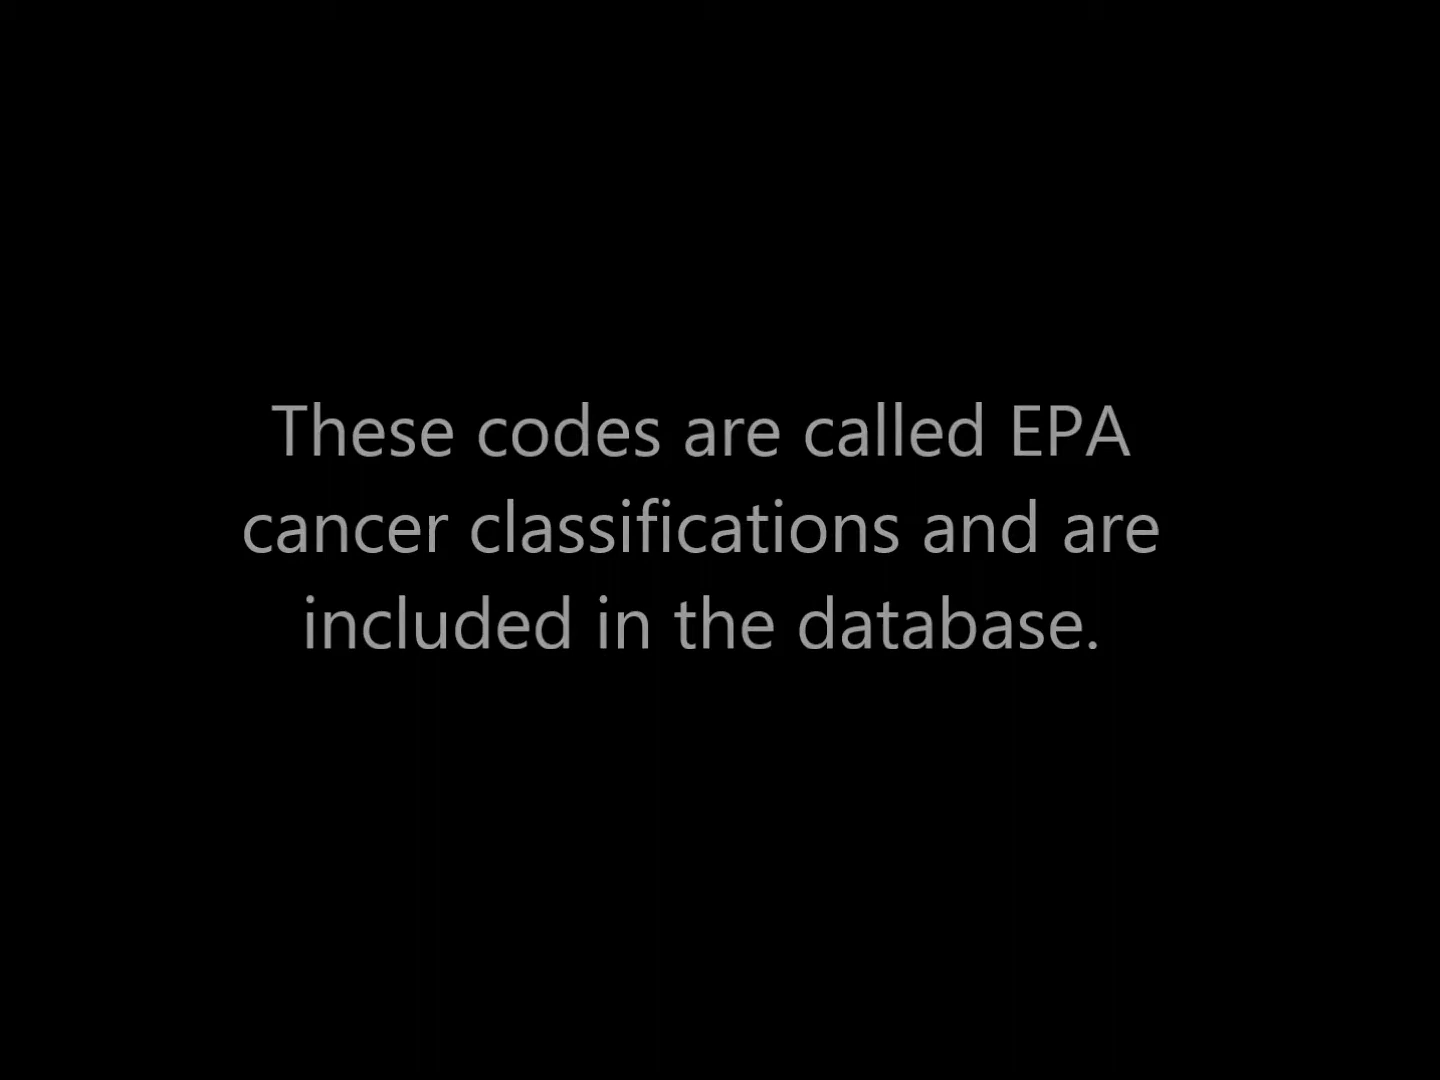 These codes are called EPA
cancer classifications and are
included in the database.